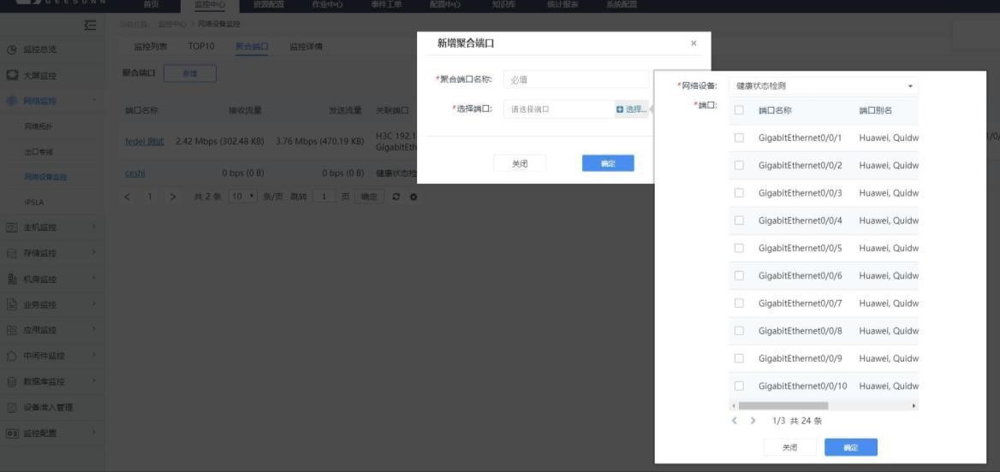 GEESUNN
首页 监控中心 资源配置 作业中心 事件工单 配置中心 知识库 统计报表 系统配置
当前位置: 监控中心 > 网络设备监控
监控总览
大屏监控
网络监控
网络拓扑
出口专线
网络设备监控
IPSLA
主机监控
存储监控
机房监控
业务监控
应用监控
中间件监控
数据库监控
设备准入管理
监控配置
监控列表 TOP10 聚合端口 监控详情
聚合端口 新增
端口名称 接收流量 发送流量 关联端口
fedel 测试 2.42 Mbps (302.48 KB) 3.76 Mbps (470.19 KB) H3C 192.1
GigabitEth
ceshi 0 bps (0 B) 0 bps (0 B) 健康状态检
< 1 > 共 2 条 10 条/页 跳转 1 页 确定
新增聚合端口 ×
*聚合端口名称: 必填
*选择端口: 请选择端口 选择...
关闭 确定
*网络设备: 健康状态检测
*端口: 端口名称 端口别名
GigabitEthernet0/0/1 Huawei, Quidw
GigabitEthernet0/0/2 Huawei, Quidw
GigabitEthernet0/0/3 Huawei, Quidw
GigabitEthernet0/0/4 Huawei, Quidw
GigabitEthernet0/0/5 Huawei, Quidw
GigabitEthernet0/0/6 Huawei, Quidw
GigabitEthernet0/0/7 Huawei, Quidw
GigabitEthernet0/0/8 Huawei, Quidw
GigabitEthernet0/0/9 Huawei, Quidw
GigabitEthernet0/0/10 Huawei, Quidw
< > 1/3 共 24 条
关闭 确定